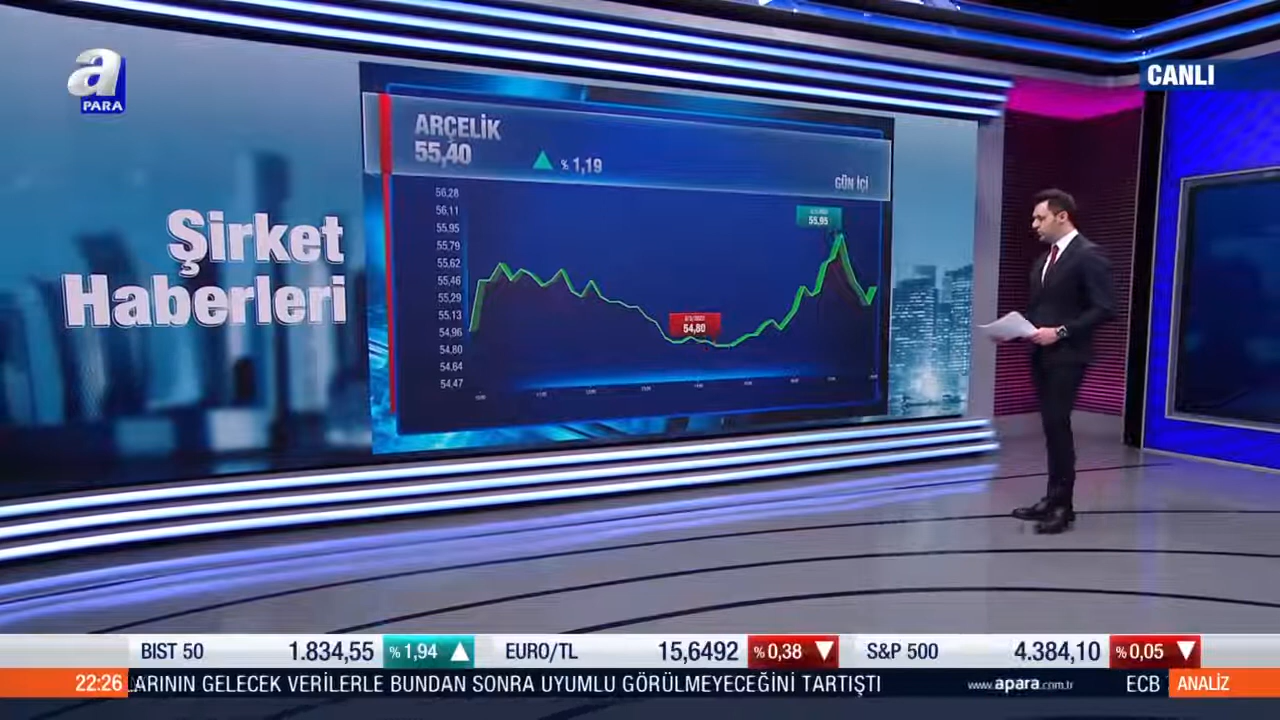 a
PARA
CANLI
Şirket
Haberleri
ARÇELİK
55,40
% 1,19
GÜN İÇİ
56,28
56,11
55,95
55,79
55,62
55,46
55,29
55,13
54,96
54,80
54,64
54,47
55,95
54,80
BIST 50 1.834,55 % 1,94
EURO/TL 15,6492 % 0,38
S&P 500 4.384,10 % 0,05
22:26
LARININ GELECEK VERİLERLE BUNDAN SONRA UYUMLU GÖRÜLMEYECEĞİNİ TARTIŞTI
www.apara.com.tr
ECB
ANALİZ